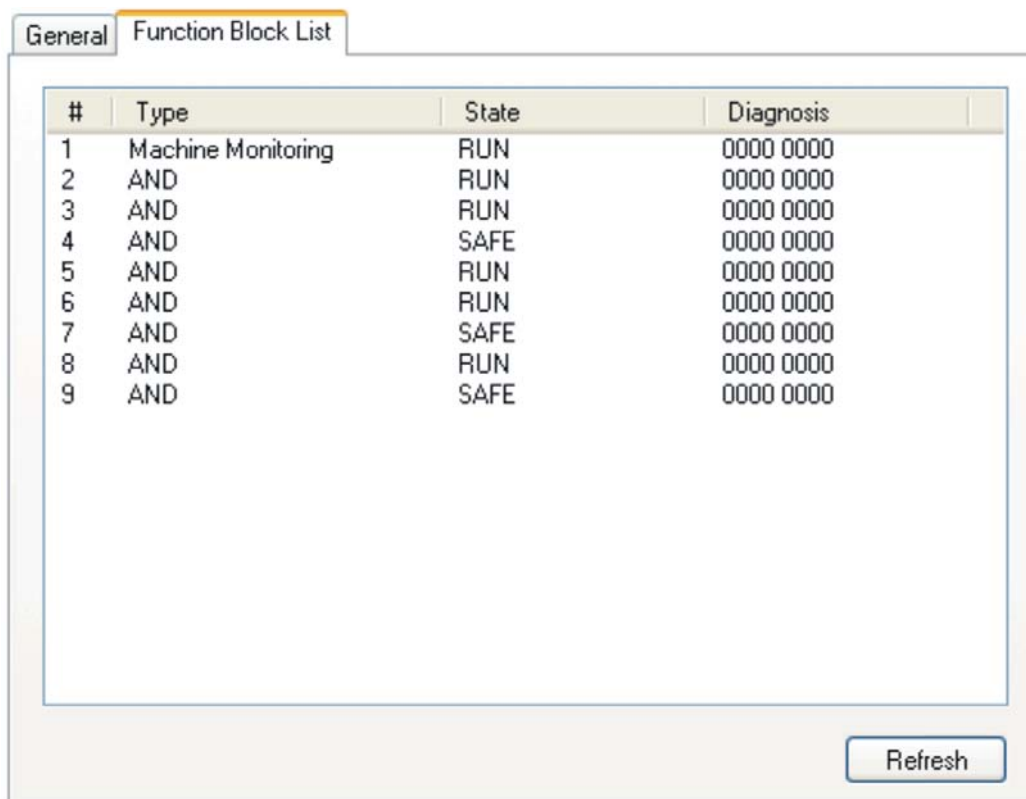 General Function Block List
# Type State Diagnosis
1 Machine Monitoring RUN 0000 0000
2 AND RUN 0000 0000
3 AND RUN 0000 0000
4 AND SAFE 0000 0000
5 AND RUN 0000 0000
6 AND RUN 0000 0000
7 AND SAFE 0000 0000
8 AND RUN 0000 0000
9 AND SAFE 0000 0000
Refresh